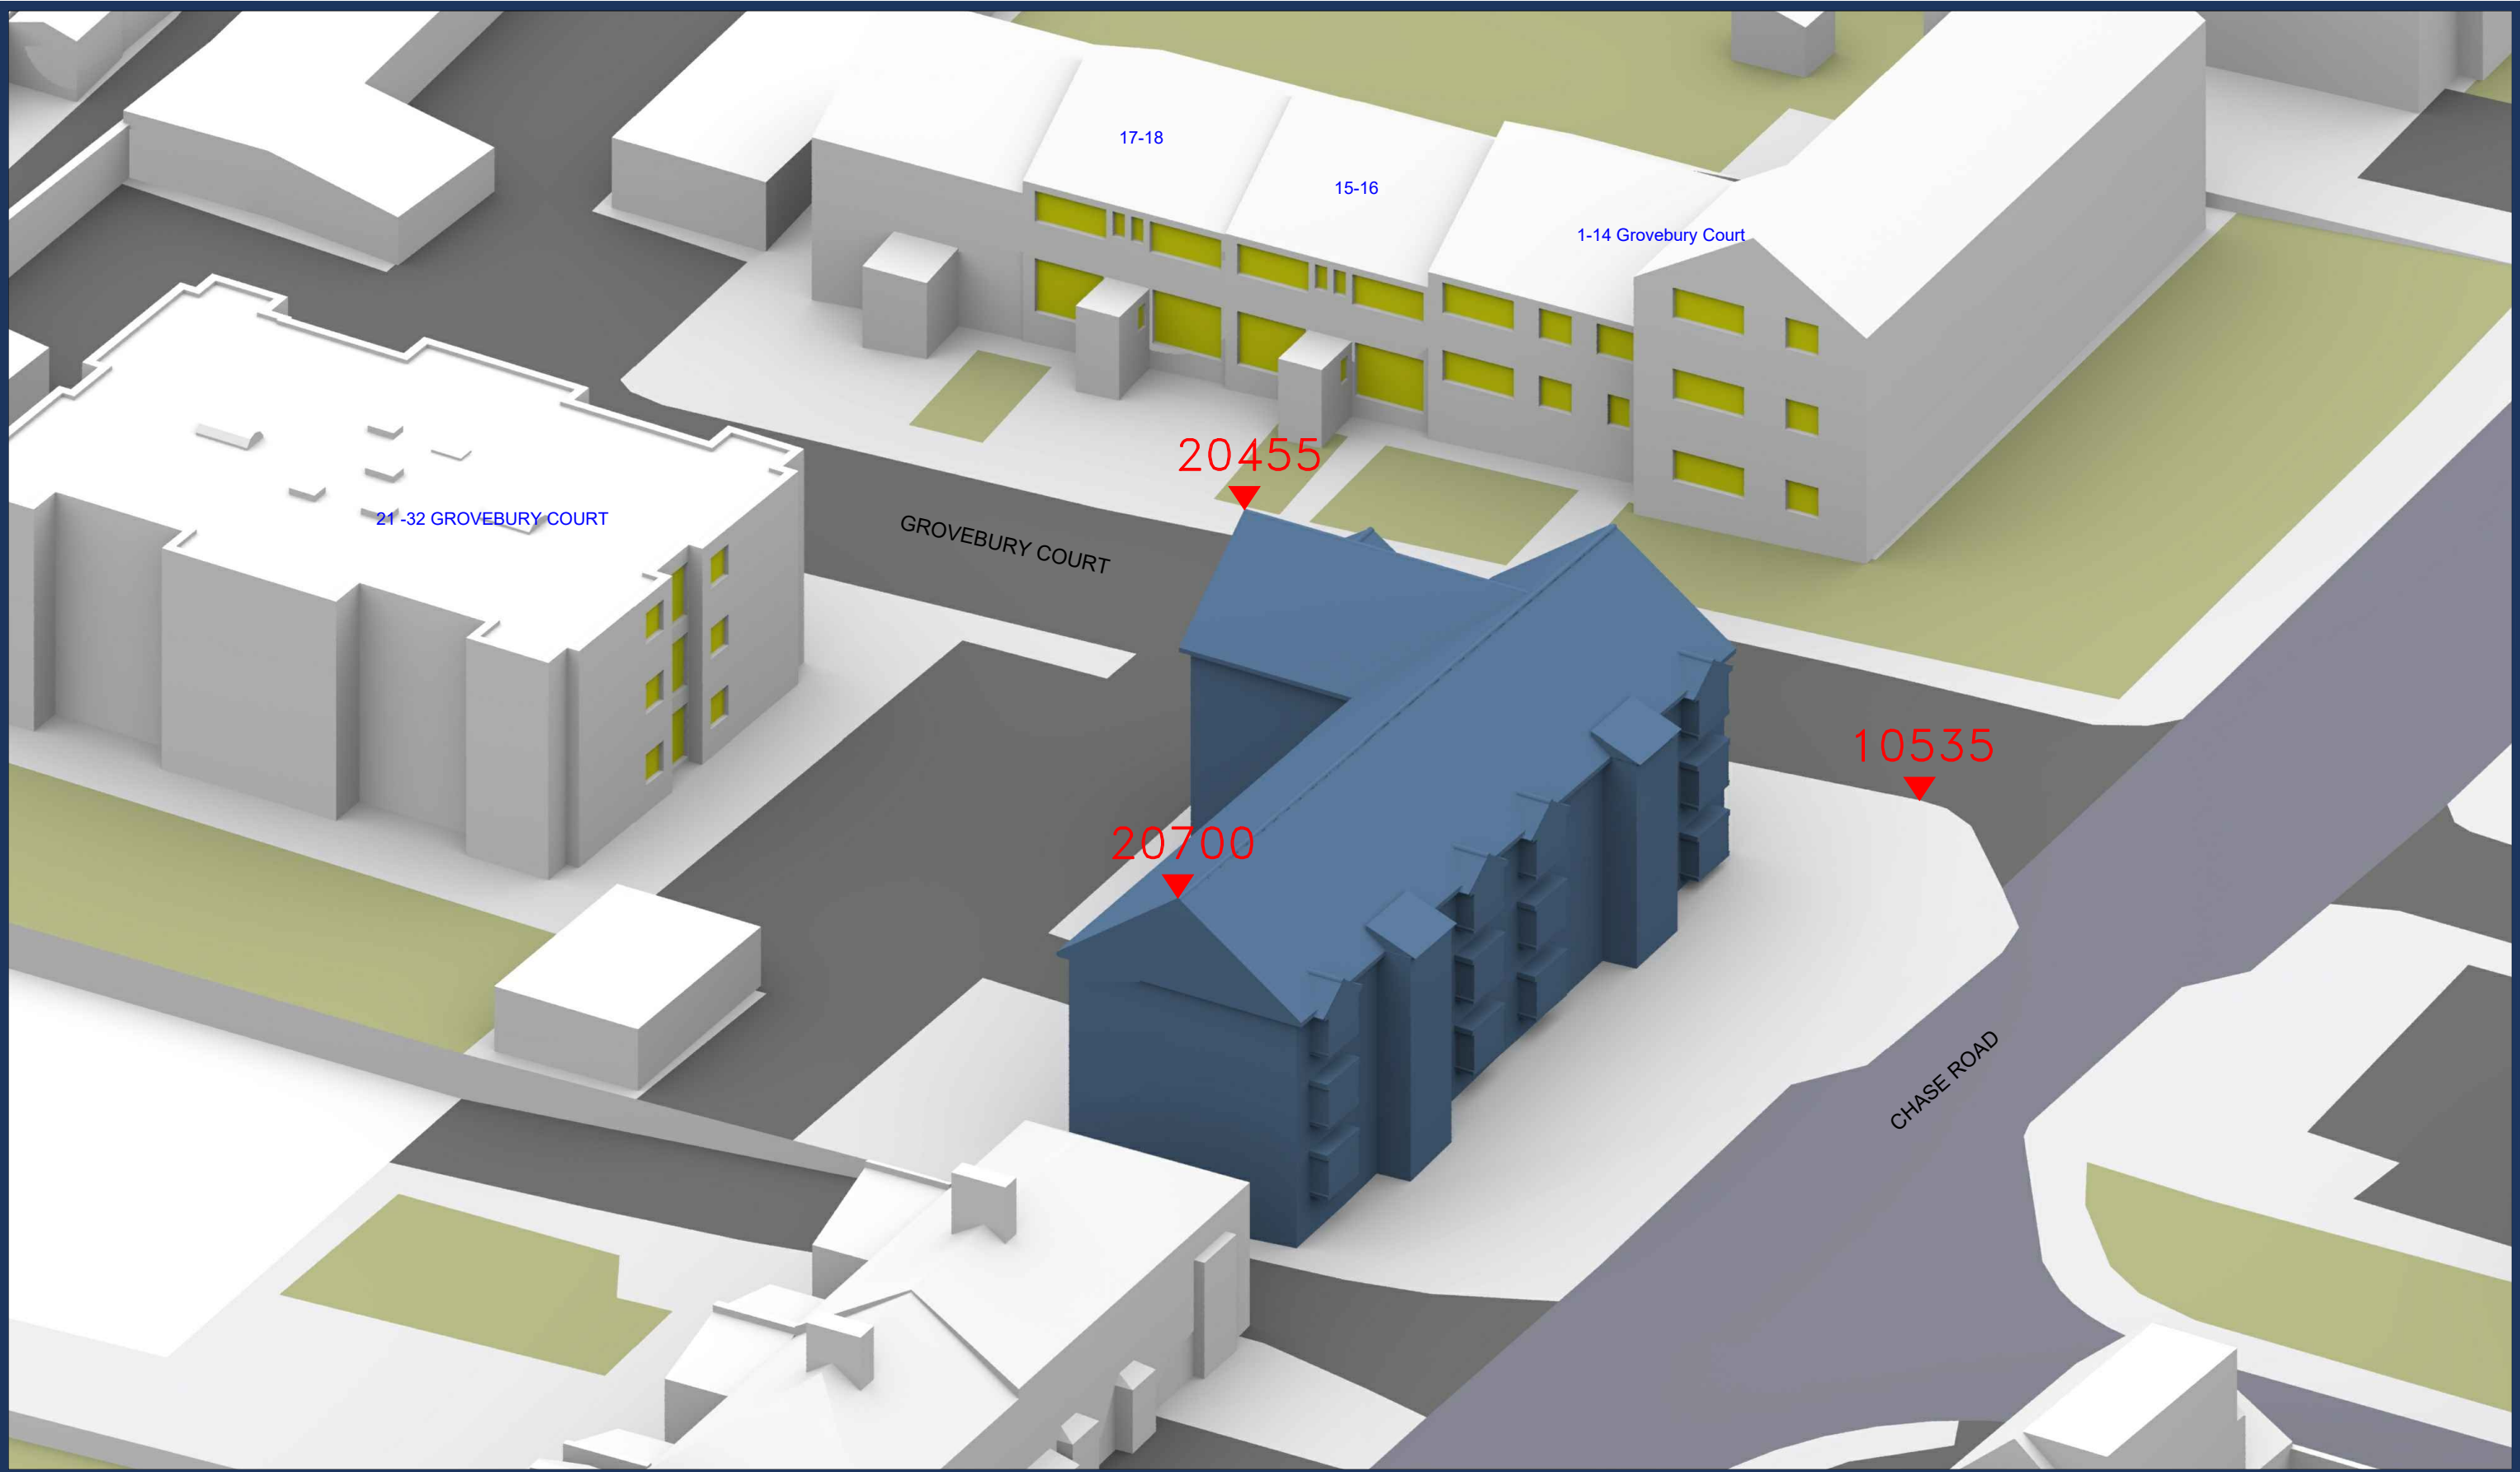 17-18
15-16
1-14 Grovebury Court
20455
21 -32 GROVEBURY COURT
GROVEBURY COURT
10535
20700
CHASE ROAD